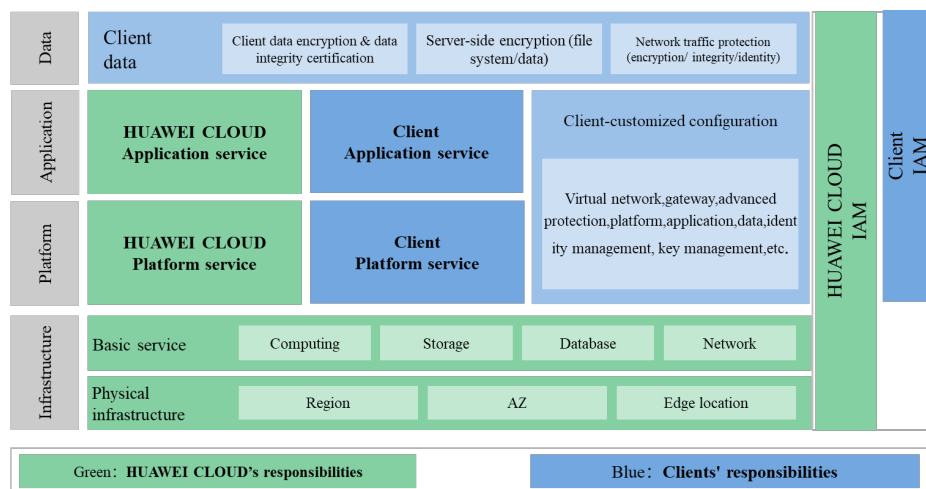 Data
Client
data
Client data encryption & data
integrity certification
Server-side encryption (file
system/data)
Network traffic protection
(encryption/ integrity/identity)
Application
HUAWEI CLOUD
Application service
Client
Application service
Client-customized configuration
Virtual network,gateway,advanced
protection,platform,application,data,ident
ity management, key management,etc.
Platform
HUAWEI CLOUD
Platform service
Client
Platform service
HUAWEI CLOUD
IAM
Client
IAM
Infrastructure
Basic service
Computing
Storage
Database
Network
Physical
infrastructure
Region
AZ
Edge location
Green: HUAWEI CLOUD's responsibilities
Blue: Clients' responsibilities